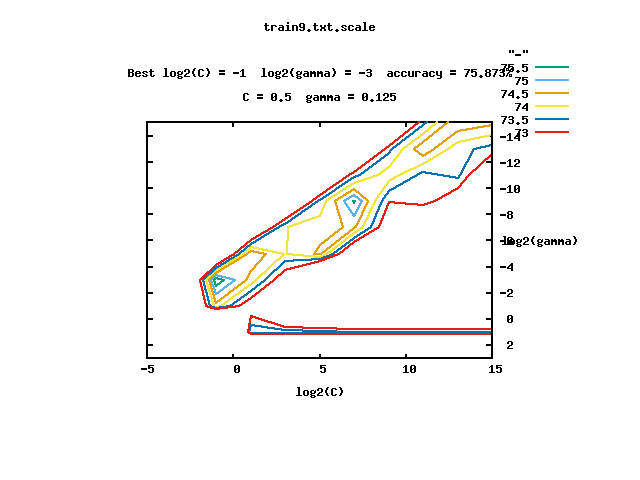 train9.txt.scale
"-"
Best log2(C) = -1  log2(gamma) = -3  accuracy = 75.873%
75.5
75
C = 0.5  gamma = 0.125
74.5
74
73.5
73
-14
-12
-10
-8
-6
log2(gamma)
-4
-2
0
2
-5 0 5 10 15
log2(C)